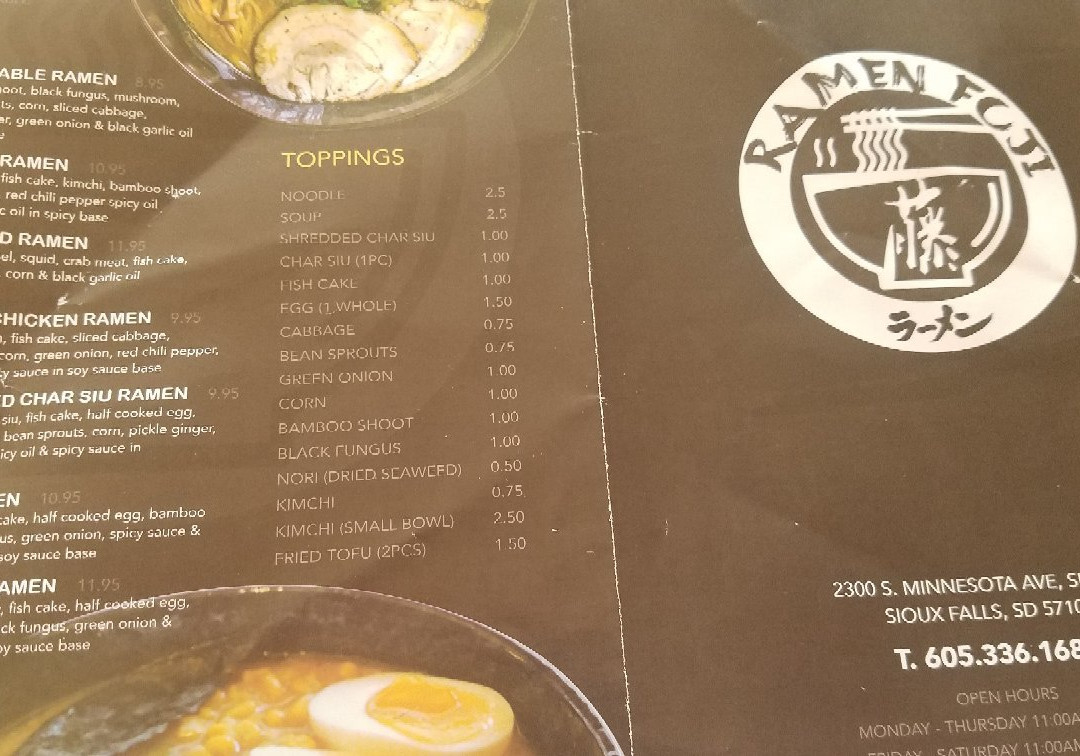 ABLE RAMEN 8.95
oot, black fungus, mushroom,
ts, corn, sliced cabbage,
er, green onion & black garlic oil
e
RAMEN 10.95
fish cake, kimchi, bamboo shoot,
red chili pepper spicy oil
c oil in spicy base
D RAMEN 11.95
el, squid, crab meat, fish cake,
corn & black garlic oil
CHICKEN RAMEN 9.95
, fish cake, sliced cabbage,
corn, green onion, red chili pepper,
y sauce in soy sauce base
ED CHAR SIU RAMEN 9.95
siu, fish cake, half cooked egg,
bean sprouts, corn, pickle ginger,
icy oil & spicy sauce in
EN 10.95
cake, half cooked egg, bamboo
us, green onion, spicy sauce &
soy sauce base
AMEN 11.95
, fish cake, half cooked egg,
ck fungus, green onion &
oy sauce base
TOPPINGS
NOODLE 2.5
SOUP 2.5
SHREDDED CHAR SIU 1.00
CHAR SIU (1PC) 1.00
FISH CAKE 1.00
EGG (1 WHOLE) 1.50
CABBAGE 0.75
BEAN SPROUTS 0.75
GREEN ONION 1.00
CORN 1.00
BAMBOO SHOOT 1.00
BLACK FUNGUS 1.00
NORI (DRIED SEAWEED) 0.50
KIMCHI 0.75
KIMCHI (SMALL BOWL) 2.50
FRIED TOFU (2PCS) 1.50
RAMEN FUJI
藤
ラーメン
2300 S. MINNESOTA AVE, S
SIOUX FALLS, SD 5710
T. 605.336.168
OPEN HOURS
MONDAY - THURSDAY 11:00A
FRIDAY - SATURDAY 11:00AM